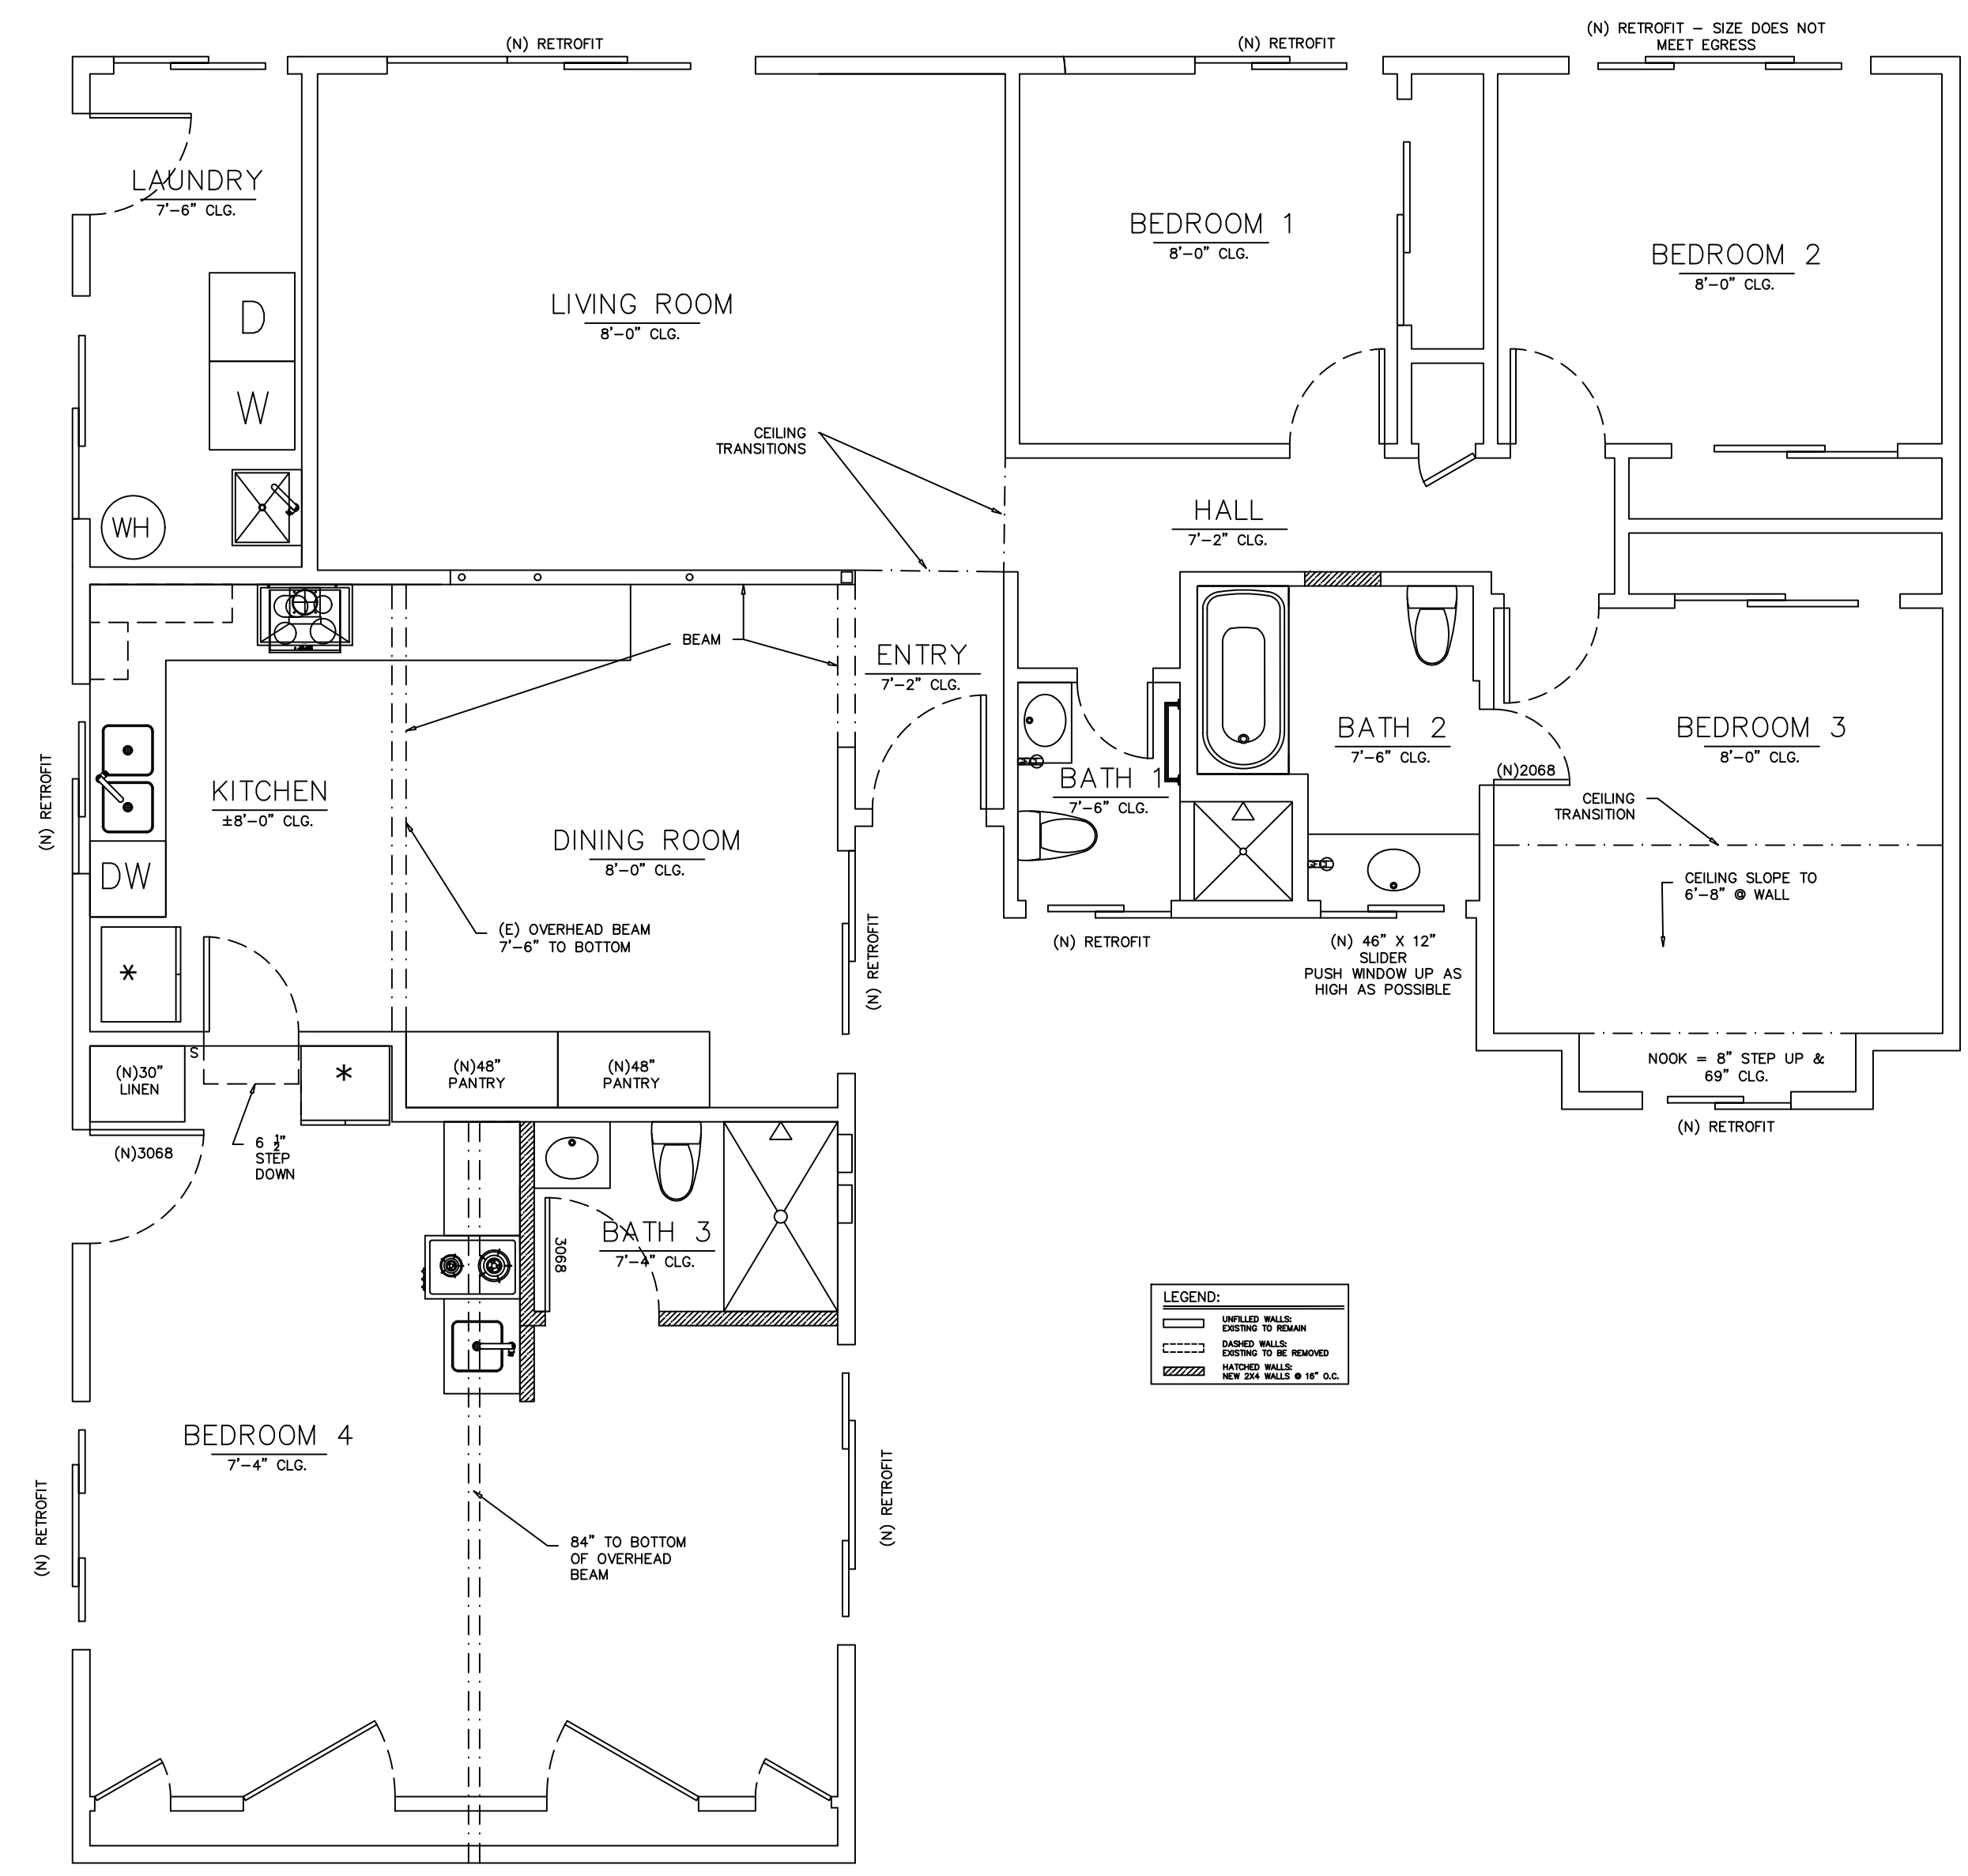 (N) RETROFIT
(N) RETROFIT
(N) RETROFIT – SIZE DOES NOT
MEET EGRESS
LAUNDRY
7'–6" CLG.
D
W
WH
LIVING ROOM
8'–0" CLG.
BEDROOM 1
8'–0" CLG.
BEDROOM 2
8'–0" CLG.
CEILING
TRANSITIONS
HALL
7'–2" CLG.
BEAM
ENTRY
7'–2" CLG.
(N) RETROFIT
KITCHEN
±8'–0" CLG.
DW
*
DINING ROOM
8'–0" CLG.
(E) OVERHEAD BEAM
7'–6" TO BOTTOM
(N) RETROFIT
BATH 1
7'–6" CLG.
BATH 2
7'–6" CLG.
(N)2068
BEDROOM 3
8'–0" CLG.
CEILING
TRANSITION
CEILING SLOPE TO
6'–8" @ WALL
(N) RETROFIT
(N) 46" X 12"
SLIDER
PUSH WINDOW UP AS
HIGH AS POSSIBLE
NOOK = 8" STEP UP &
69" CLG.
(N) RETROFIT
S
(N)30"
LINEN
*
(N)48"
PANTRY
(N)48"
PANTRY
(N)3068
6 1/2"
STEP
DOWN
BATH 3
7'–4" CLG.
3068
LEGEND:
UNFILLED WALLS:
EXISTING TO REMAIN
DASHED WALLS:
EXISTING TO BE REMOVED
HATCHED WALLS:
NEW 2X4 WALLS @ 16" O.C.
BEDROOM 4
7'–4" CLG.
(N) RETROFIT
(N) RETROFIT
84" TO BOTTOM
OF OVERHEAD
BEAM